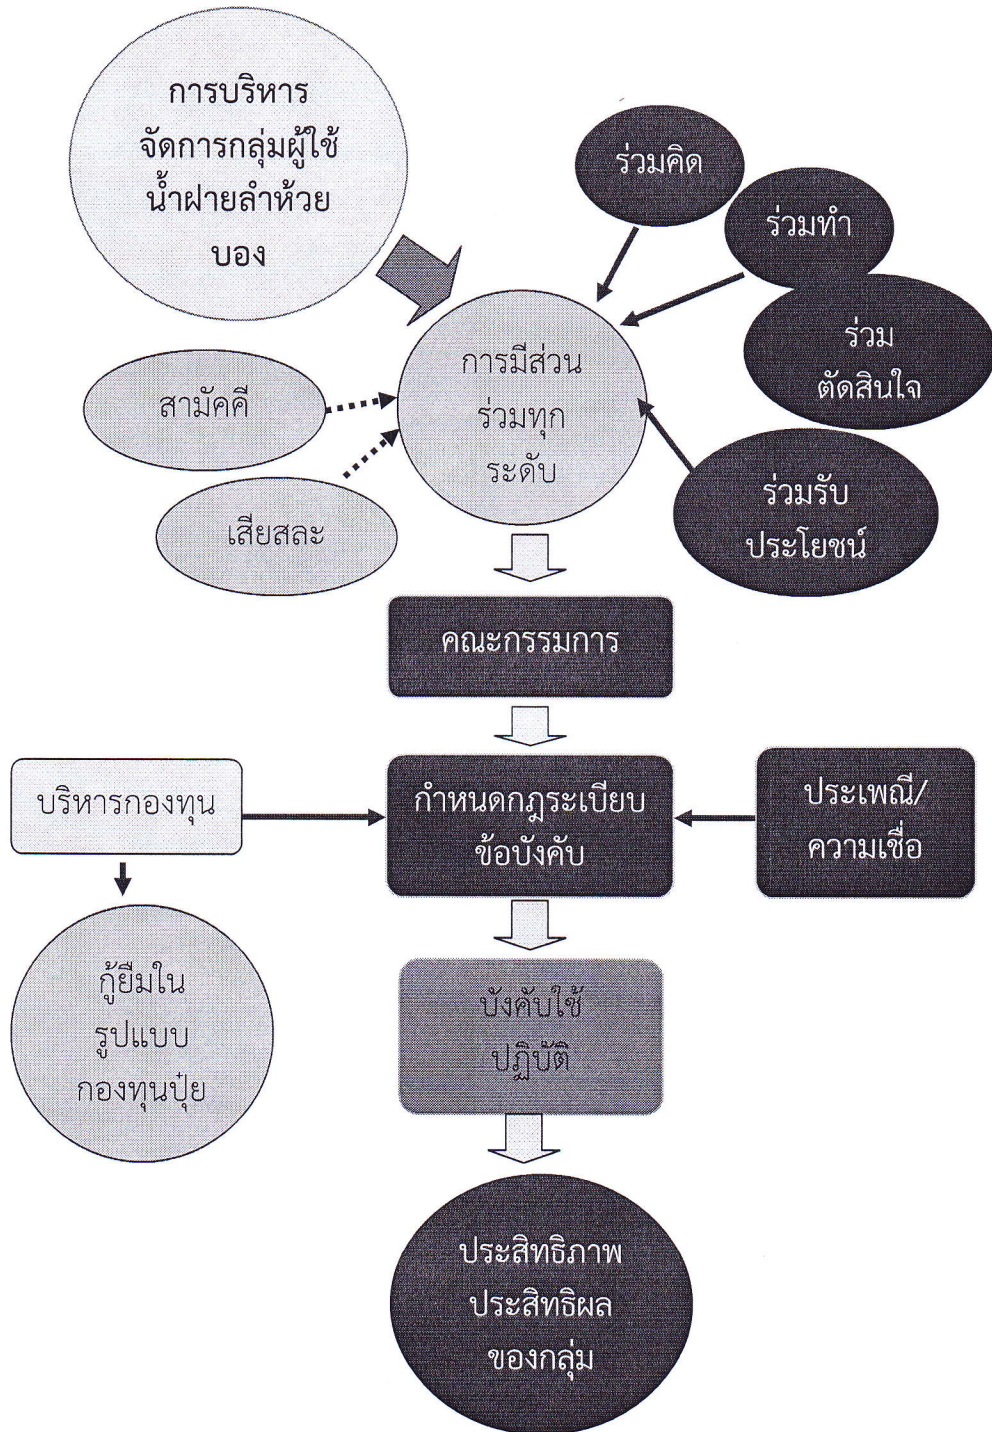 การบริหาร
จัดการกลุ่มผู้ใช้
น้ำฝายลำห้วย
บอง
ร่วมคิด
ร่วมทำ
ร่วม
ตัดสินใจ
ร่วมรับ
ประโยชน์
การมีส่วน
ร่วมทุก
ระดับ
สามัคคี
เสียสละ
คณะกรรมการ
บริหารกองทุน
กำหนดกฎระเบียบ
ข้อบังคับ
ประเพณี/
ความเชื่อ
กู้ยืมใน
รูปแบบ
กองทุนปุ๋ย
บังคับใช้
ปฏิบัติ
ประสิทธิภาพ
ประสิทธิผล
ของกลุ่ม